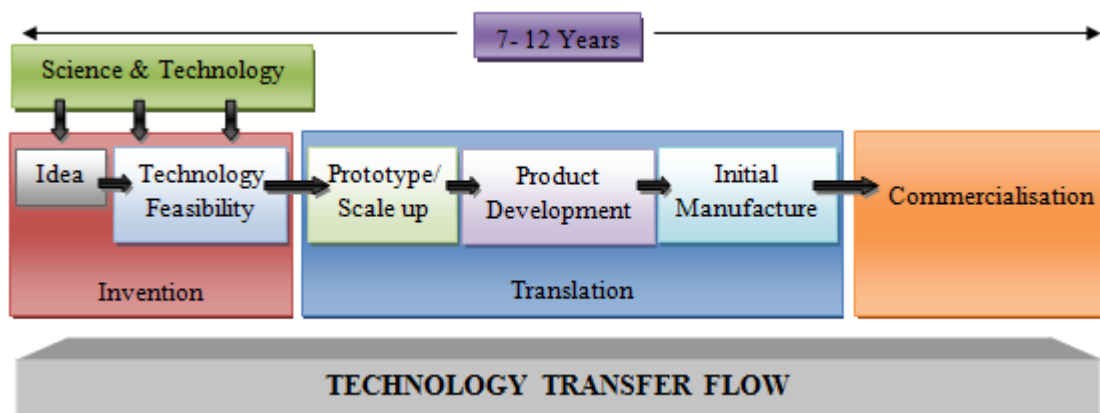 7- 12 Years
Science & Technology
Idea
Technology
Feasibility
Prototype/
Scale up
Product
Development
Initial
Manufacture
Commercialisation
Invention
Translation
TECHNOLOGY TRANSFER FLOW